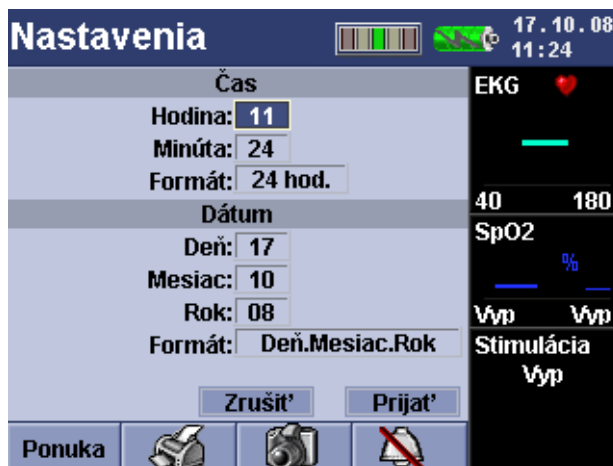 Nastavenia
17.10.08
11:24
Čas
Hodina: 11
Minúta: 24
Formát: 24 hod.
Dátum
Deň: 17
Mesiac: 10
Rok: 08
Formát: Deň.Mesiac.Rok
Zrušiť Prijať
Ponuka
EKG
40 180
SpO2
%
Vyp Vyp
Stimulácia
Vyp